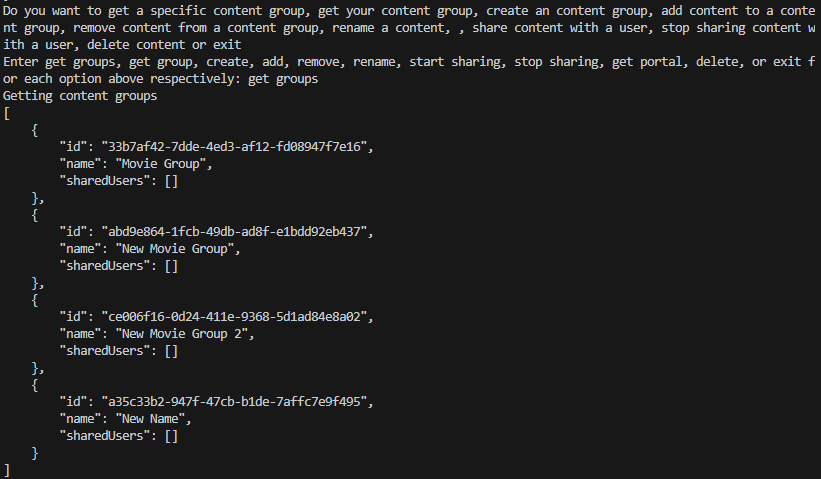 Do you want to get a specific content group, get your content group, create an content group, add content to a conte
nt group, remove content from a content group, rename a content, , share content with a user, stop sharing content w
ith a user, delete content or exit
Enter get groups, get group, create, add, remove, rename, start sharing, stop sharing, get portal, delete, or exit f
or each option above respectively: get groups
Getting content groups
[
    {
        "id": "33b7af42-7dde-4ed3-af12-fd08947f7e16",
        "name": "Movie Group",
        "sharedUsers": []
    },
    {
        "id": "abd9e864-1fcb-49db-ad8f-e1bdd92eb437",
        "name": "New Movie Group",
        "sharedUsers": []
    },
    {
        "id": "ce006f16-0d24-411e-9368-5d1ad84e8a02",
        "name": "New Movie Group 2",
        "sharedUsers": []
    },
    {
        "id": "a35c33b2-947f-47cb-b1de-7affc7e9f495",
        "name": "New Name",
        "sharedUsers": []
    }
]